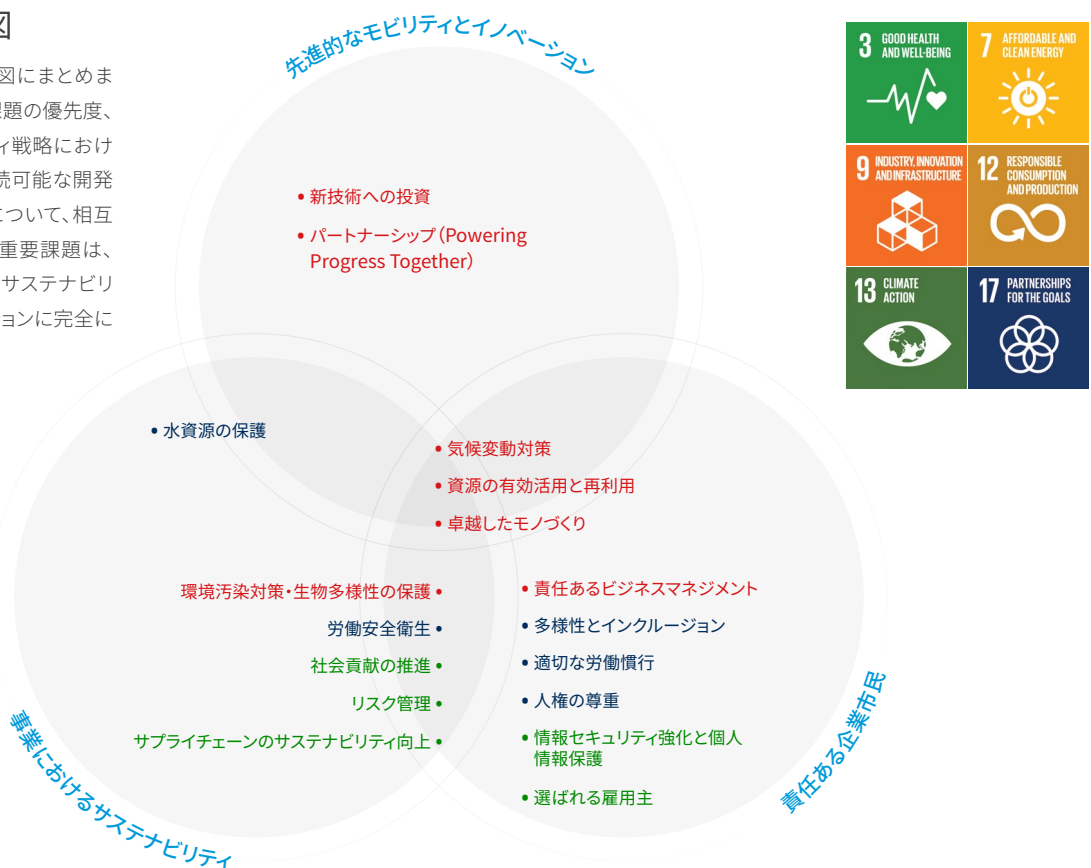 図
図にまとめま
題の優先度、
ィ戦略におけ
続可能な開発
ついて、相互
重要課題は、
サステナビリ
ョンに完全に
先進的なモビリティとイノベーション
• 新技術への投資
• パートナーシップ（Powering
Progress Together）
• 水資源の保護
• 気候変動対策
• 資源の有効活用と再利用
• 卓越したモノづくり
環境汚染対策・生物多様性の保護 •
労働安全衛生 •
社会貢献の推進 •
リスク管理 •
サプライチェーンのサステナビリティ向上 •
• 責任あるビジネスマネジメント
• 多様性とインクルージョン
• 適切な労働慣行
• 人権の尊重
• 情報セキュリティ強化と個人
情報保護
• 選ばれる雇用主
事業におけるサステナビリティ
責任ある企業市民
3 GOOD HEALTH
AND WELL-BEING
7 AFFORDABLE AND
CLEAN ENERGY
9 INDUSTRY, INNOVATION
AND INFRASTRUCTURE
12 RESPONSIBLE
CONSUMPTION
AND PRODUCTION
13 CLIMATE
ACTION
17 PARTNERSHIPS
FOR THE GOALS